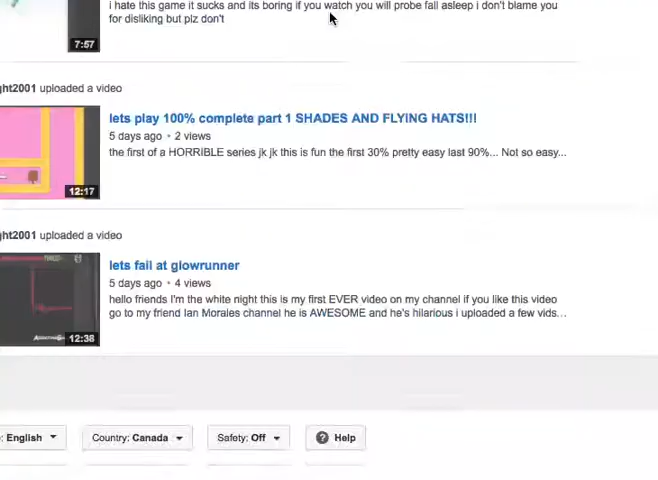 i hate this game it sucks and its boring if you watch you will probe fall asleep i don't blame you
for disliking but plz don't
7:57
ght2001 uploaded a video
lets play 100% complete part 1 SHADES AND FLYING HATS!!!
5 days ago • 2 views
the first of a HORRIBLE series jk jk this is fun the first 30% pretty easy last 90%... Not so easy...
12:17
ght2001 uploaded a video
lets fail at glowrunner
5 days ago • 4 views
hello friends I'm the white night this is my first EVER video on my channel if you like this video
go to my friend Ian Morales channel he is AWESOME and he's hilarious i uploaded a few vids...
12:38
: English Country: Canada Safety: Off Help